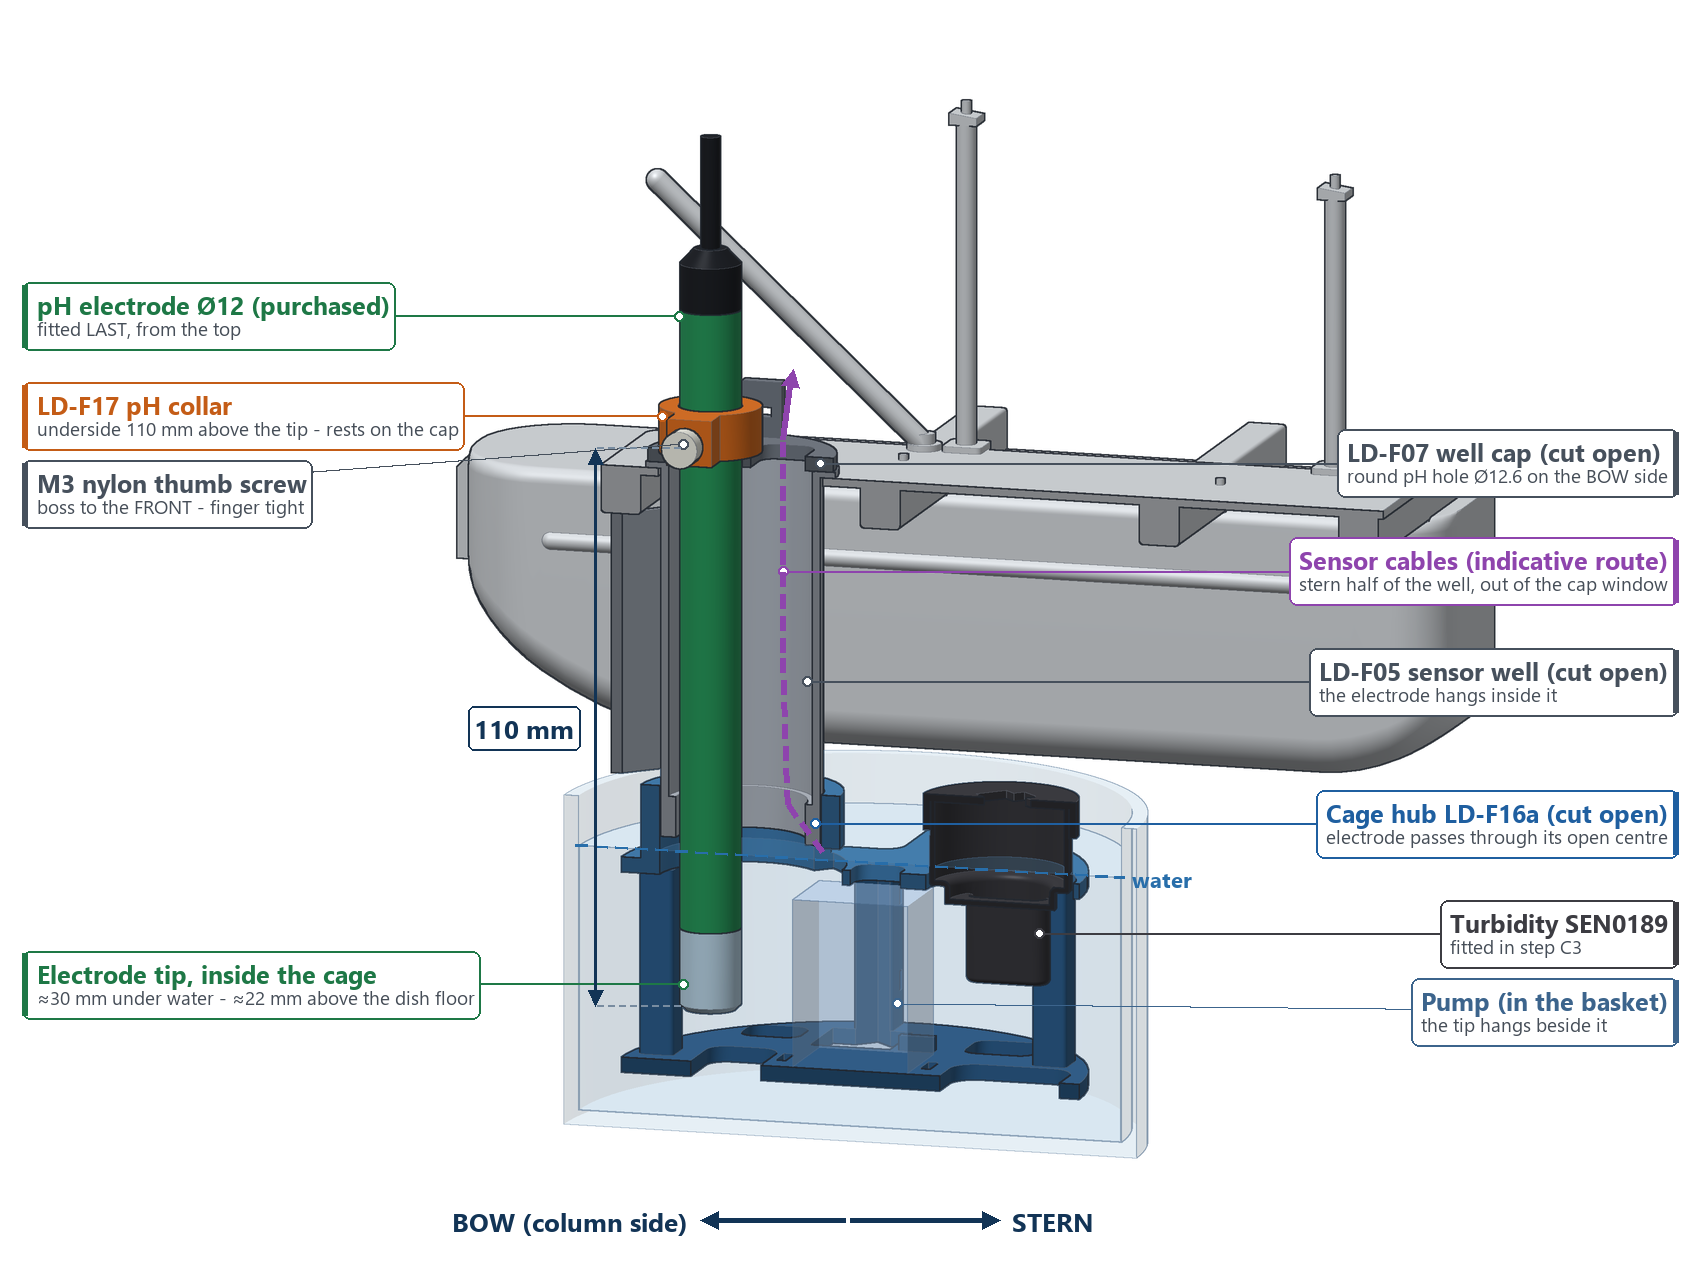 pH electrode Ø12 (purchased)
fitted LAST, from the top
LD-F17 pH collar
underside 110 mm above the tip - rests on the cap
M3 nylon thumb screw
boss to the FRONT - finger tight
LD-F07 well cap (cut open)
round pH hole Ø12.6 on the BOW side
Sensor cables (indicative route)
stern half of the well, out of the cap window
LD-F05 sensor well (cut open)
the electrode hangs inside it
110 mm
Cage hub LD-F16a (cut open)
electrode passes through its open centre
water
Turbidity SEN0189
fitted in step C3
Electrode tip, inside the cage
≈30 mm under water - ≈22 mm above the dish floor
Pump (in the basket)
the tip hangs beside it
BOW (column side)
STERN